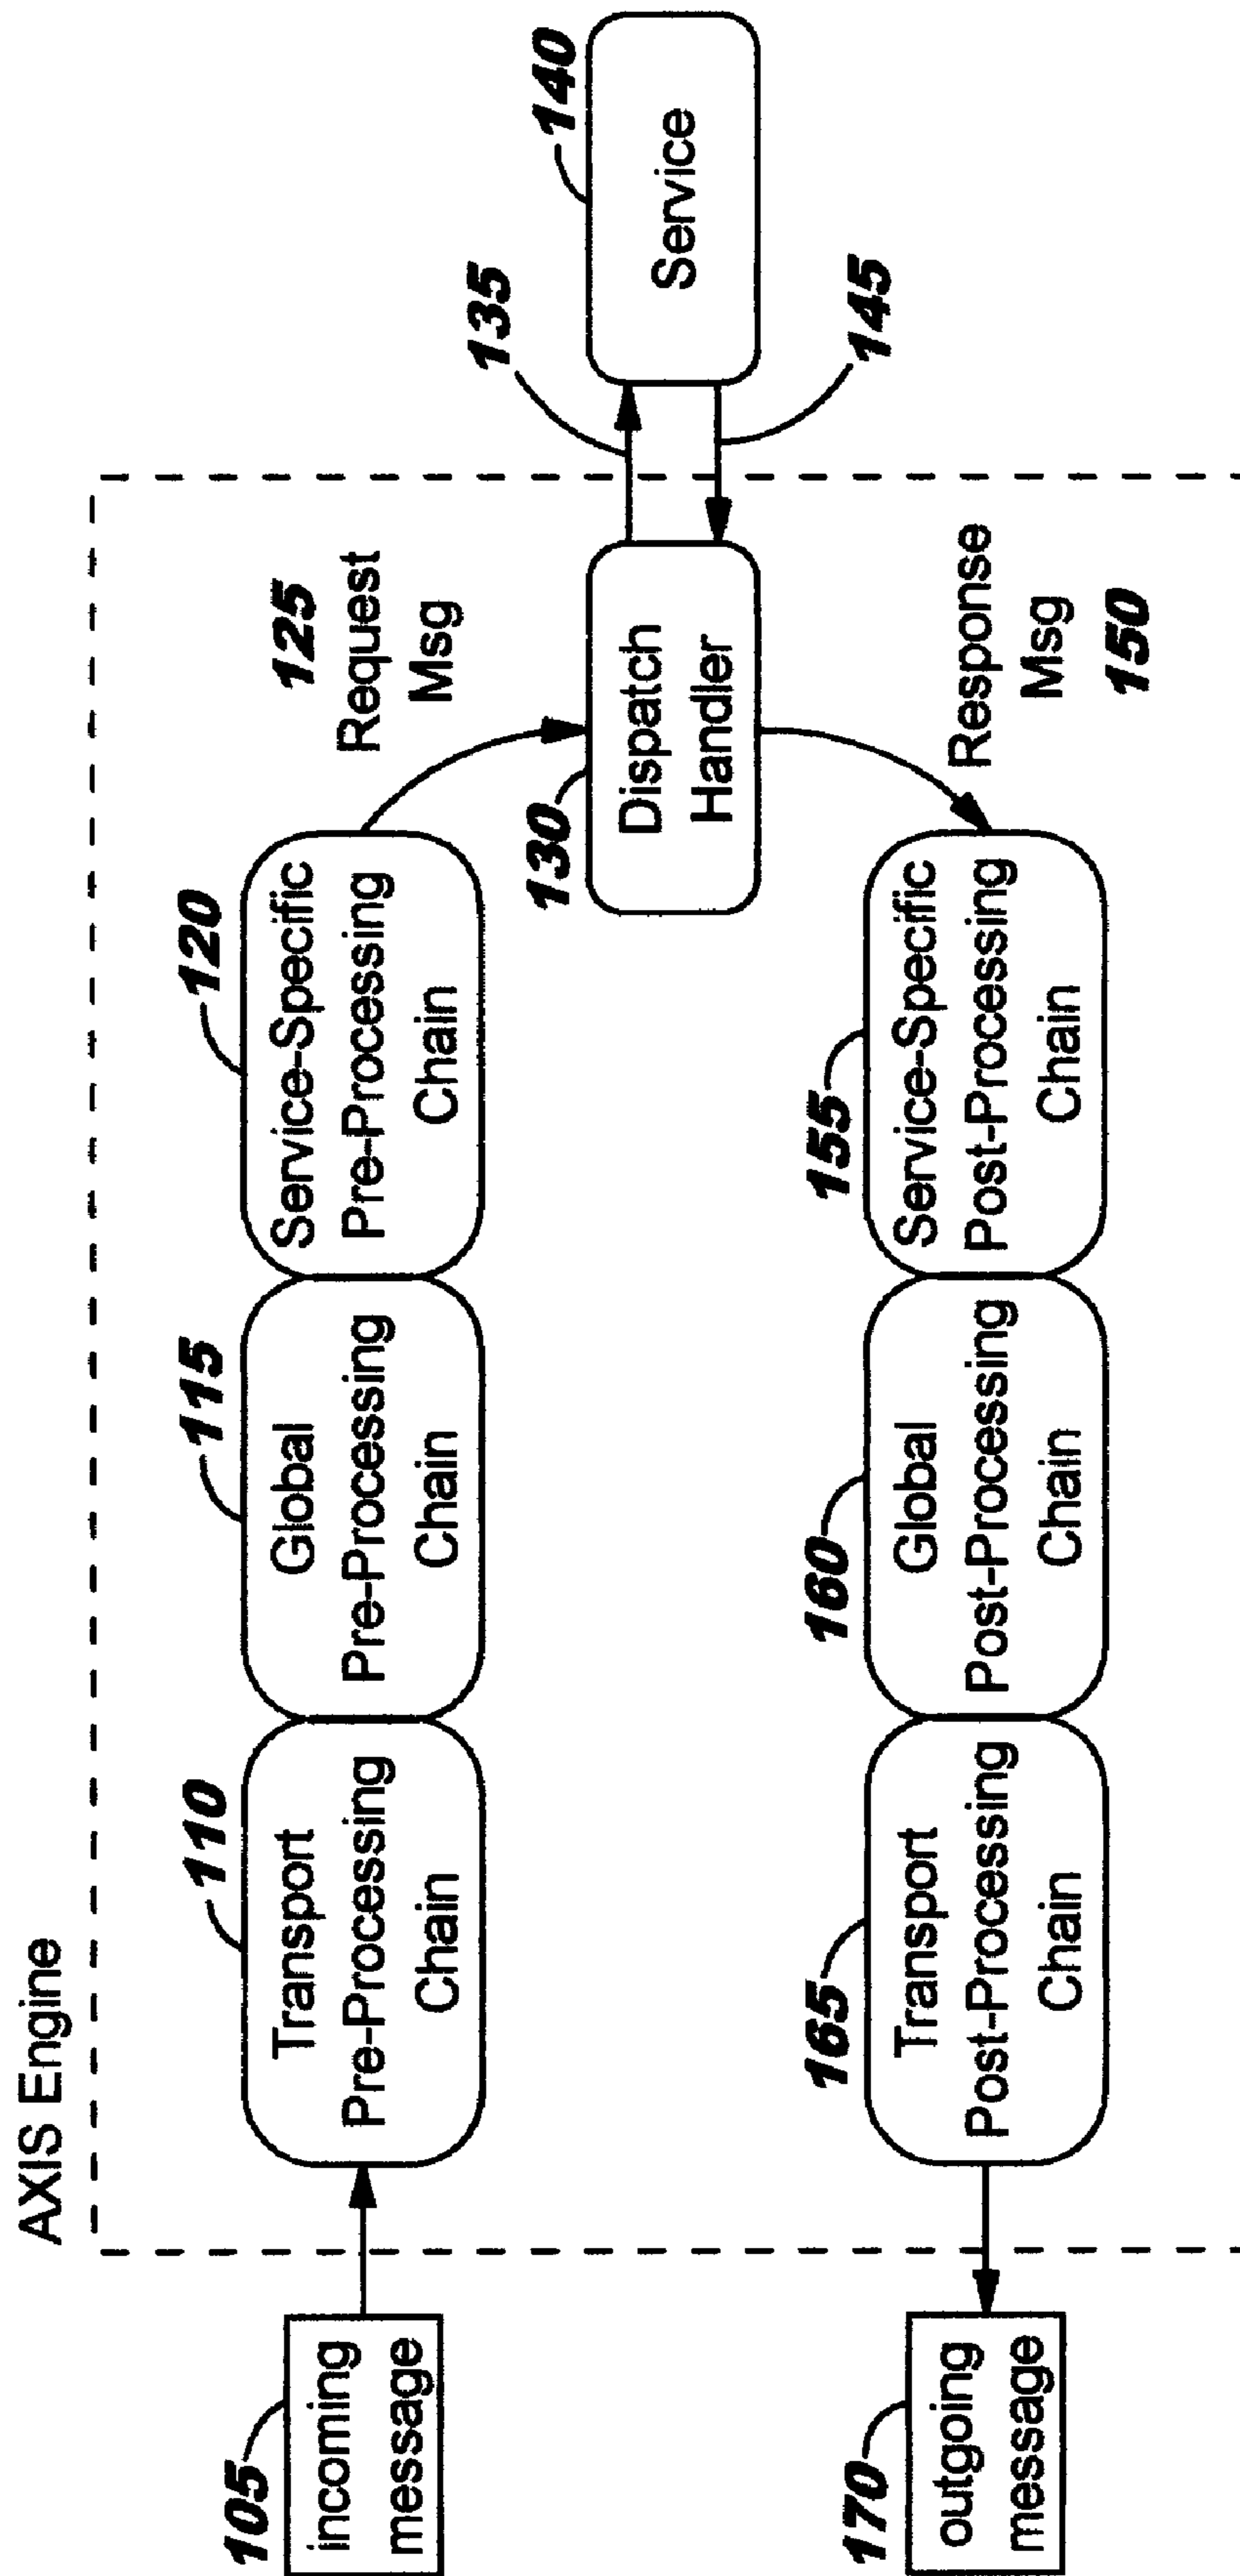 AXIS Engine
105
incoming
message
110
Transport
Pre-Processing
Chain
115
Global
Pre-Processing
Chain
120
Service-Specific
Pre-Processing
Chain
125
Request
Msg
130
Dispatch
Handler
135
140
Service
145
Response
Msg
150
155
Service-Specific
Post-Processing
Chain
160
Global
Post-Processing
Chain
165
Transport
Post-Processing
Chain
170
outgoing
message